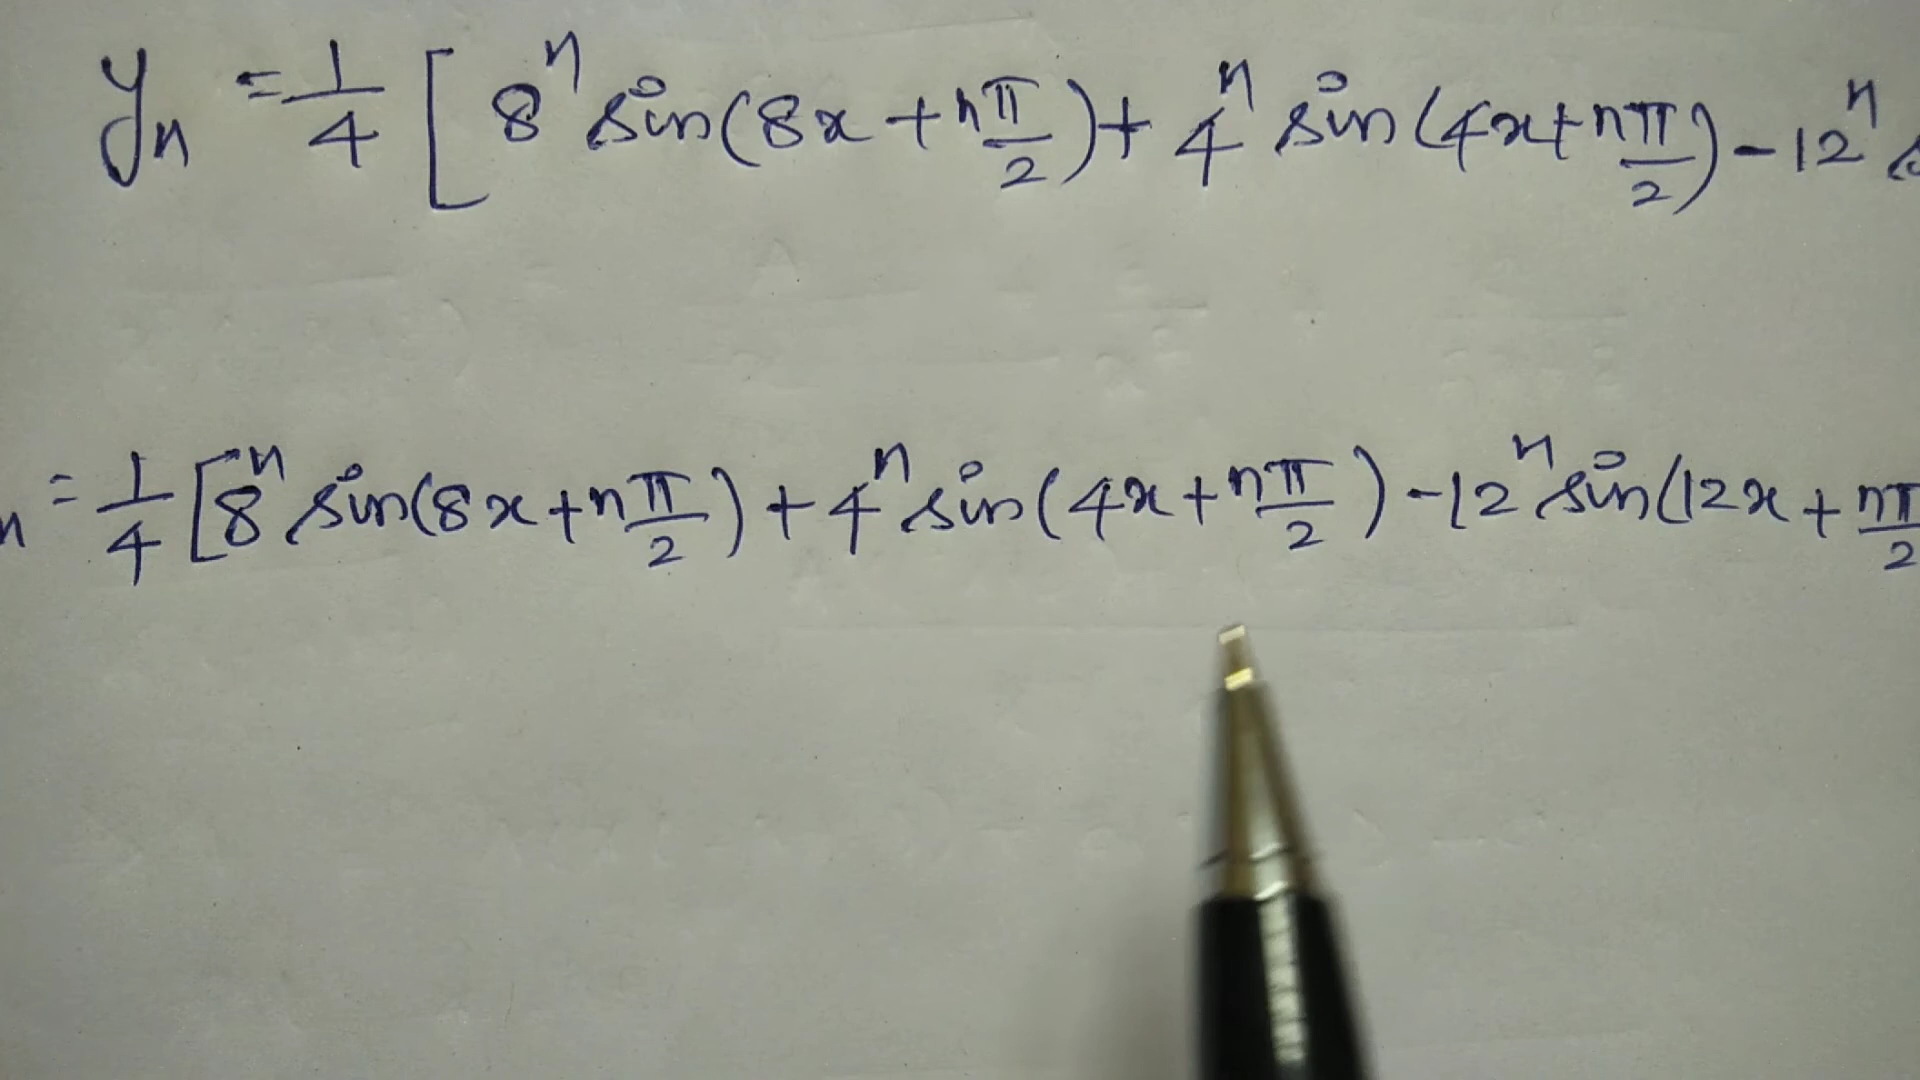 yₙ = 1/4 [ 8ⁿ sin(8x + nπ/2) + 4ⁿ sin(4x + nπ/2) - 12ⁿ
n = 1/4 [8ⁿ sin(8x + nπ/2) + 4ⁿ sin(4x + nπ/2) - 12ⁿ sin(12x + nπ/2